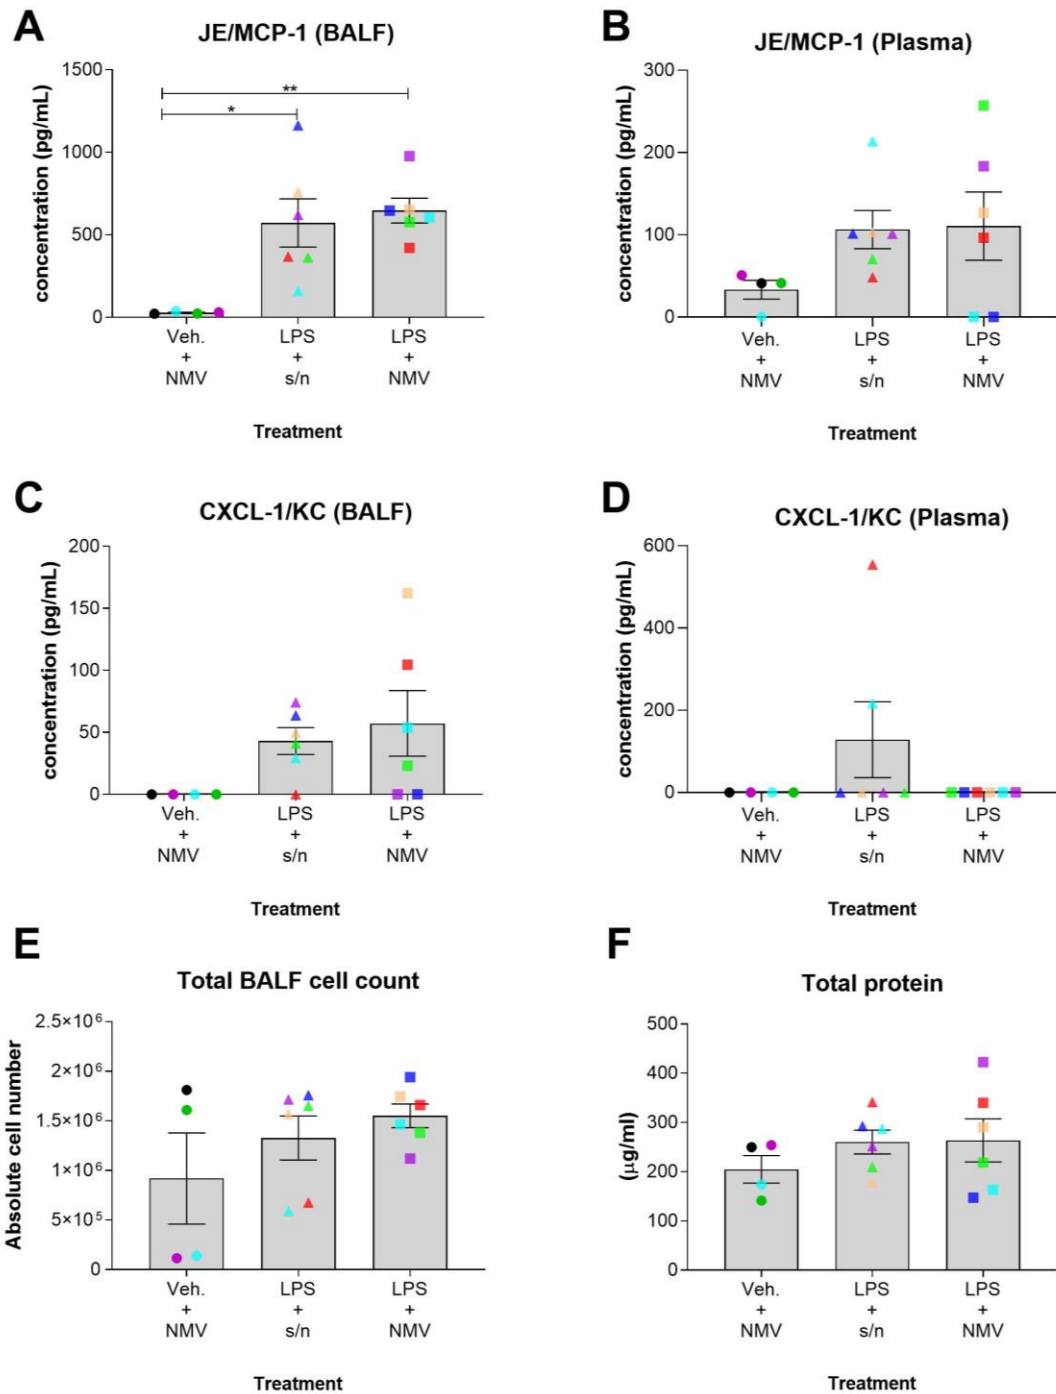 A
JE/MCP-1 (BALF)
concentration (pg/mL)
1500
1000
500
0
**
*
Veh.
+
NMV
LPS
+
s/n
LPS
+
NMV
Treatment
B
JE/MCP-1 (Plasma)
concentration (pg/mL)
300
200
100
0
Veh.
+
NMV
LPS
+
s/n
LPS
+
NMV
Treatment
C
CXCL-1/KC (BALF)
concentration (pg/mL)
200
150
100
50
0
Veh.
+
NMV
LPS
+
s/n
LPS
+
NMV
Treatment
D
CXCL-1/KC (Plasma)
concentration (pg/mL)
600
400
200
0
Veh.
+
NMV
LPS
+
s/n
LPS
+
NMV
Treatment
E
Total BALF cell count
Absolute cell number
2.5×10⁶
2×10⁶
1.5×10⁶
1×10⁶
5×10⁵
0
Veh.
+
NMV
LPS
+
s/n
LPS
+
NMV
Treatment
F
Total protein
(μg/ml)
500
400
300
200
100
0
Veh.
+
NMV
LPS
+
s/n
LPS
+
NMV
Treatment